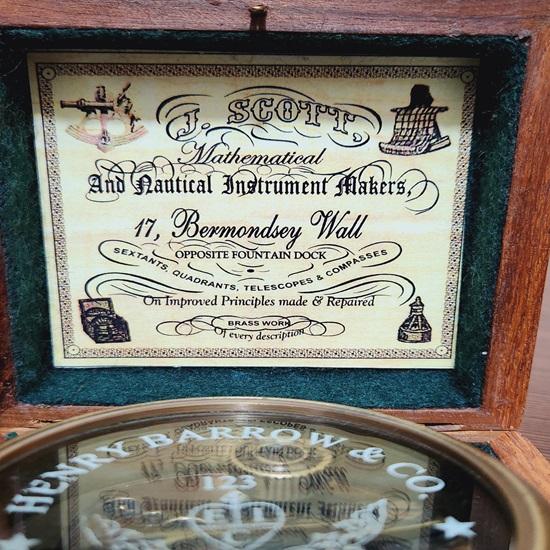 J. SCOTT,
Mathematical
And Nautical Instrument Makers,
17, Bermondsey Wall
OPPOSITE FOUNTAIN DOCK
SEXTANTS, QUADRANTS, TELESCOPES & COMPASSES
On Improved Principles made & Repaired
BRASS WORK
Of every description
HENRY BARROW & CO.
123